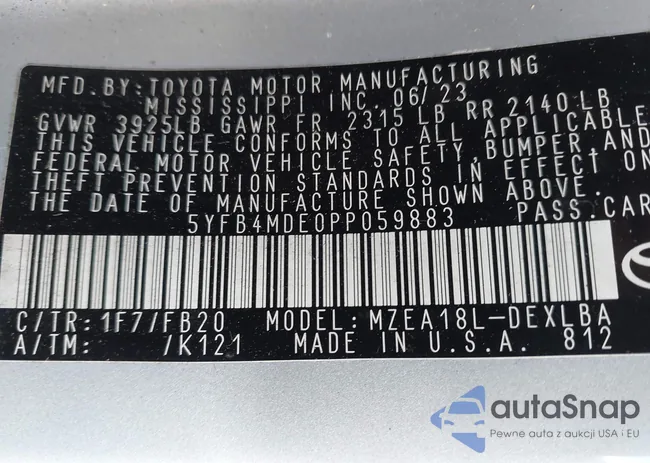 MFD. BY: TOYOTA MOTOR MANUFACTURING
MISSISSIPPI INC. 06/23
GVWR 3925LB GAWR FR. 2315 LB RR 2140 LB
THIS VEHICLE CONFORMS TO ALL APPLICABLE
FEDERAL MOTOR VEHICLE SAFETY, BUMPER, AND
THEFT PREVENTION STANDARDS IN EFFECT ON
THE DATE OF MANUFACTURE SHOWN ABOVE.
5YFB4MDE0PP059883 PASS.CAR
C/TR: 1F7/FB20 MODEL: MZEA18L-DEXLBA
A/TM: /K121 MADE IN U.S.A. 812
autaSnap
Pewne auta z aukcji USA i EU